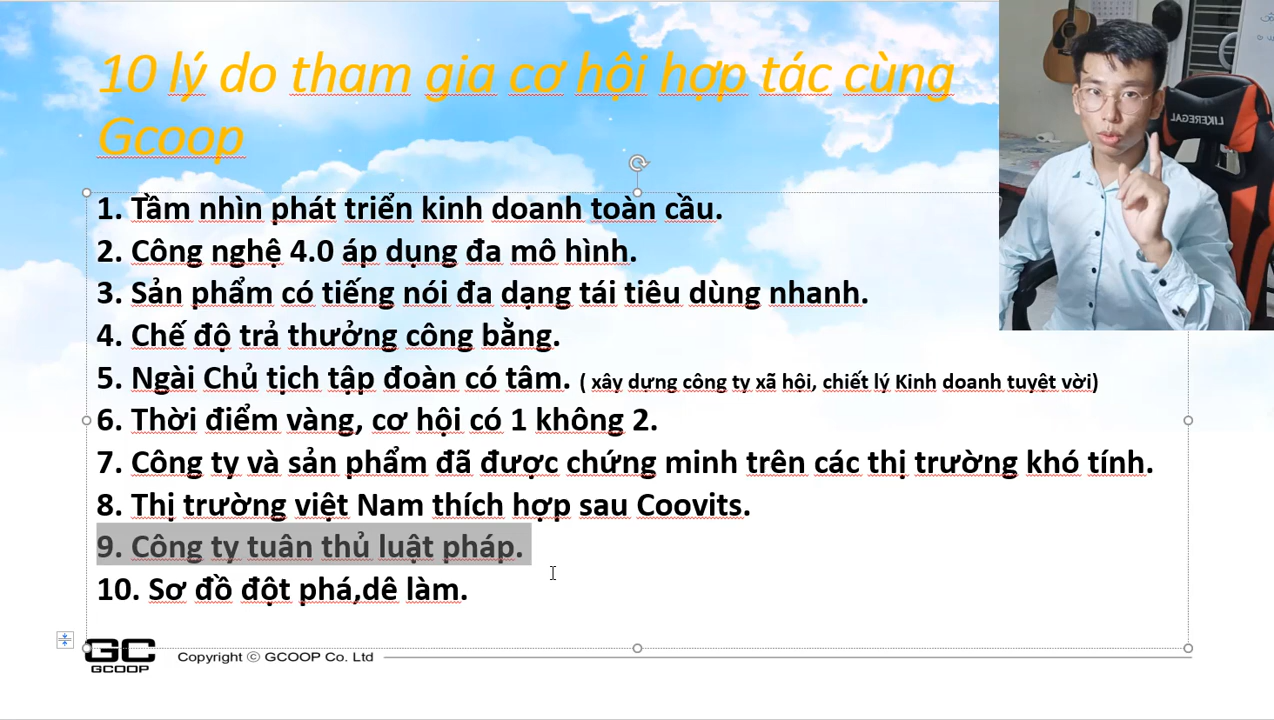 10 lý do tham gia cơ hội hợp tác cùng
Gcoop
1. Tầm nhìn phát triển kinh doanh toàn cầu.
2. Công nghệ 4.0 áp dụng đa mô hình.
3. Sản phẩm có tiếng nói đa dạng tái tiêu dùng nhanh.
4. Chế độ trả thưởng công bằng.
5. Ngài Chủ tịch tập đoàn có tâm. ( xây dựng công ty xã hội, chiết lý Kinh doanh tuyệt vời)
6. Thời điểm vàng, cơ hội có 1 không 2.
7. Công ty và sản phẩm đã được chứng minh trên các thị trường khó tính.
8. Thị trường việt Nam thích hợp sau Coovits.
9. Công ty tuân thủ luật pháp.
10. Sơ đồ đột phá,dê làm.
GC
GCOOP
Copyright © GCOOP Co. Ltd
LIKEREGAL